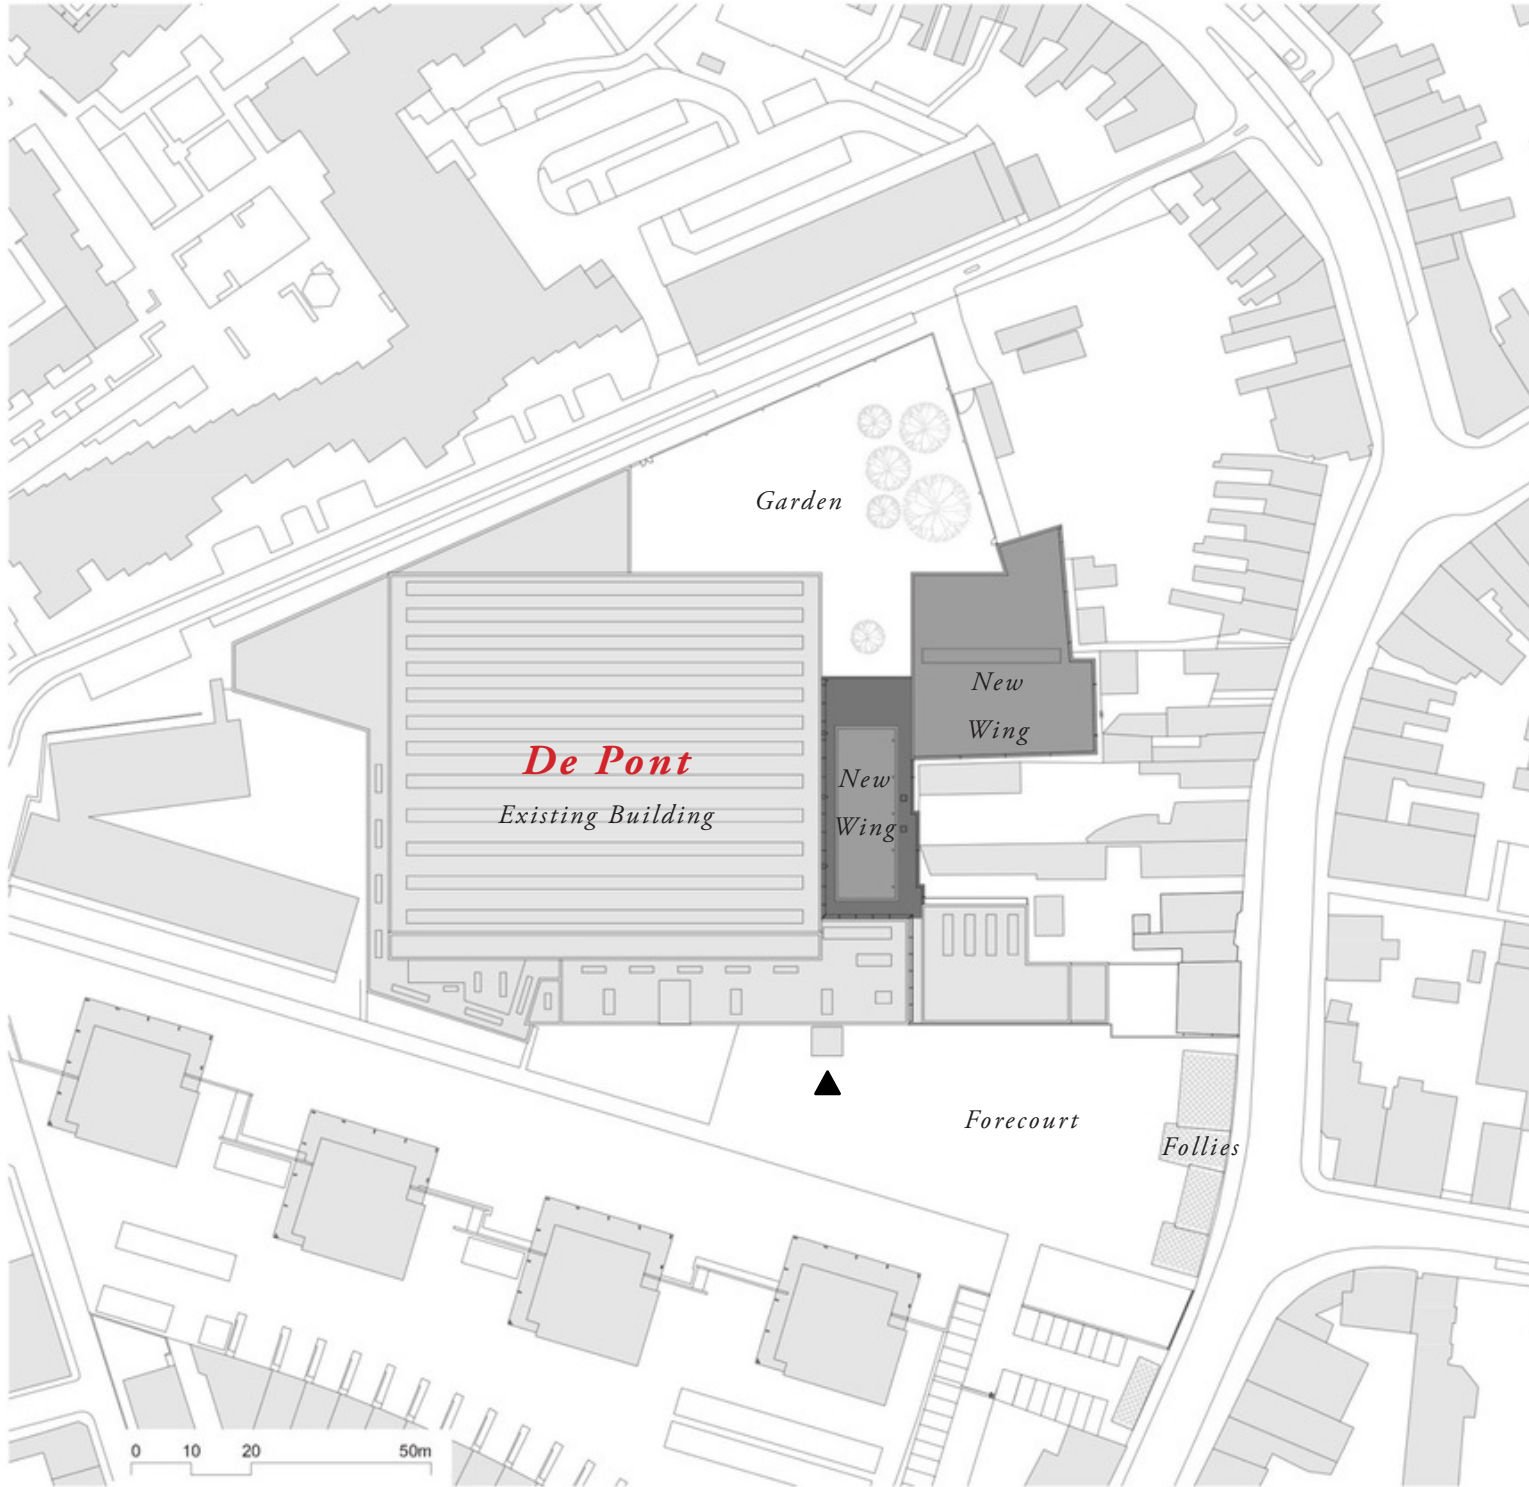 Garden
New
Wing
De Pont
Existing Building
New
Wing
Forecourt
Follies
0 10 20 50m